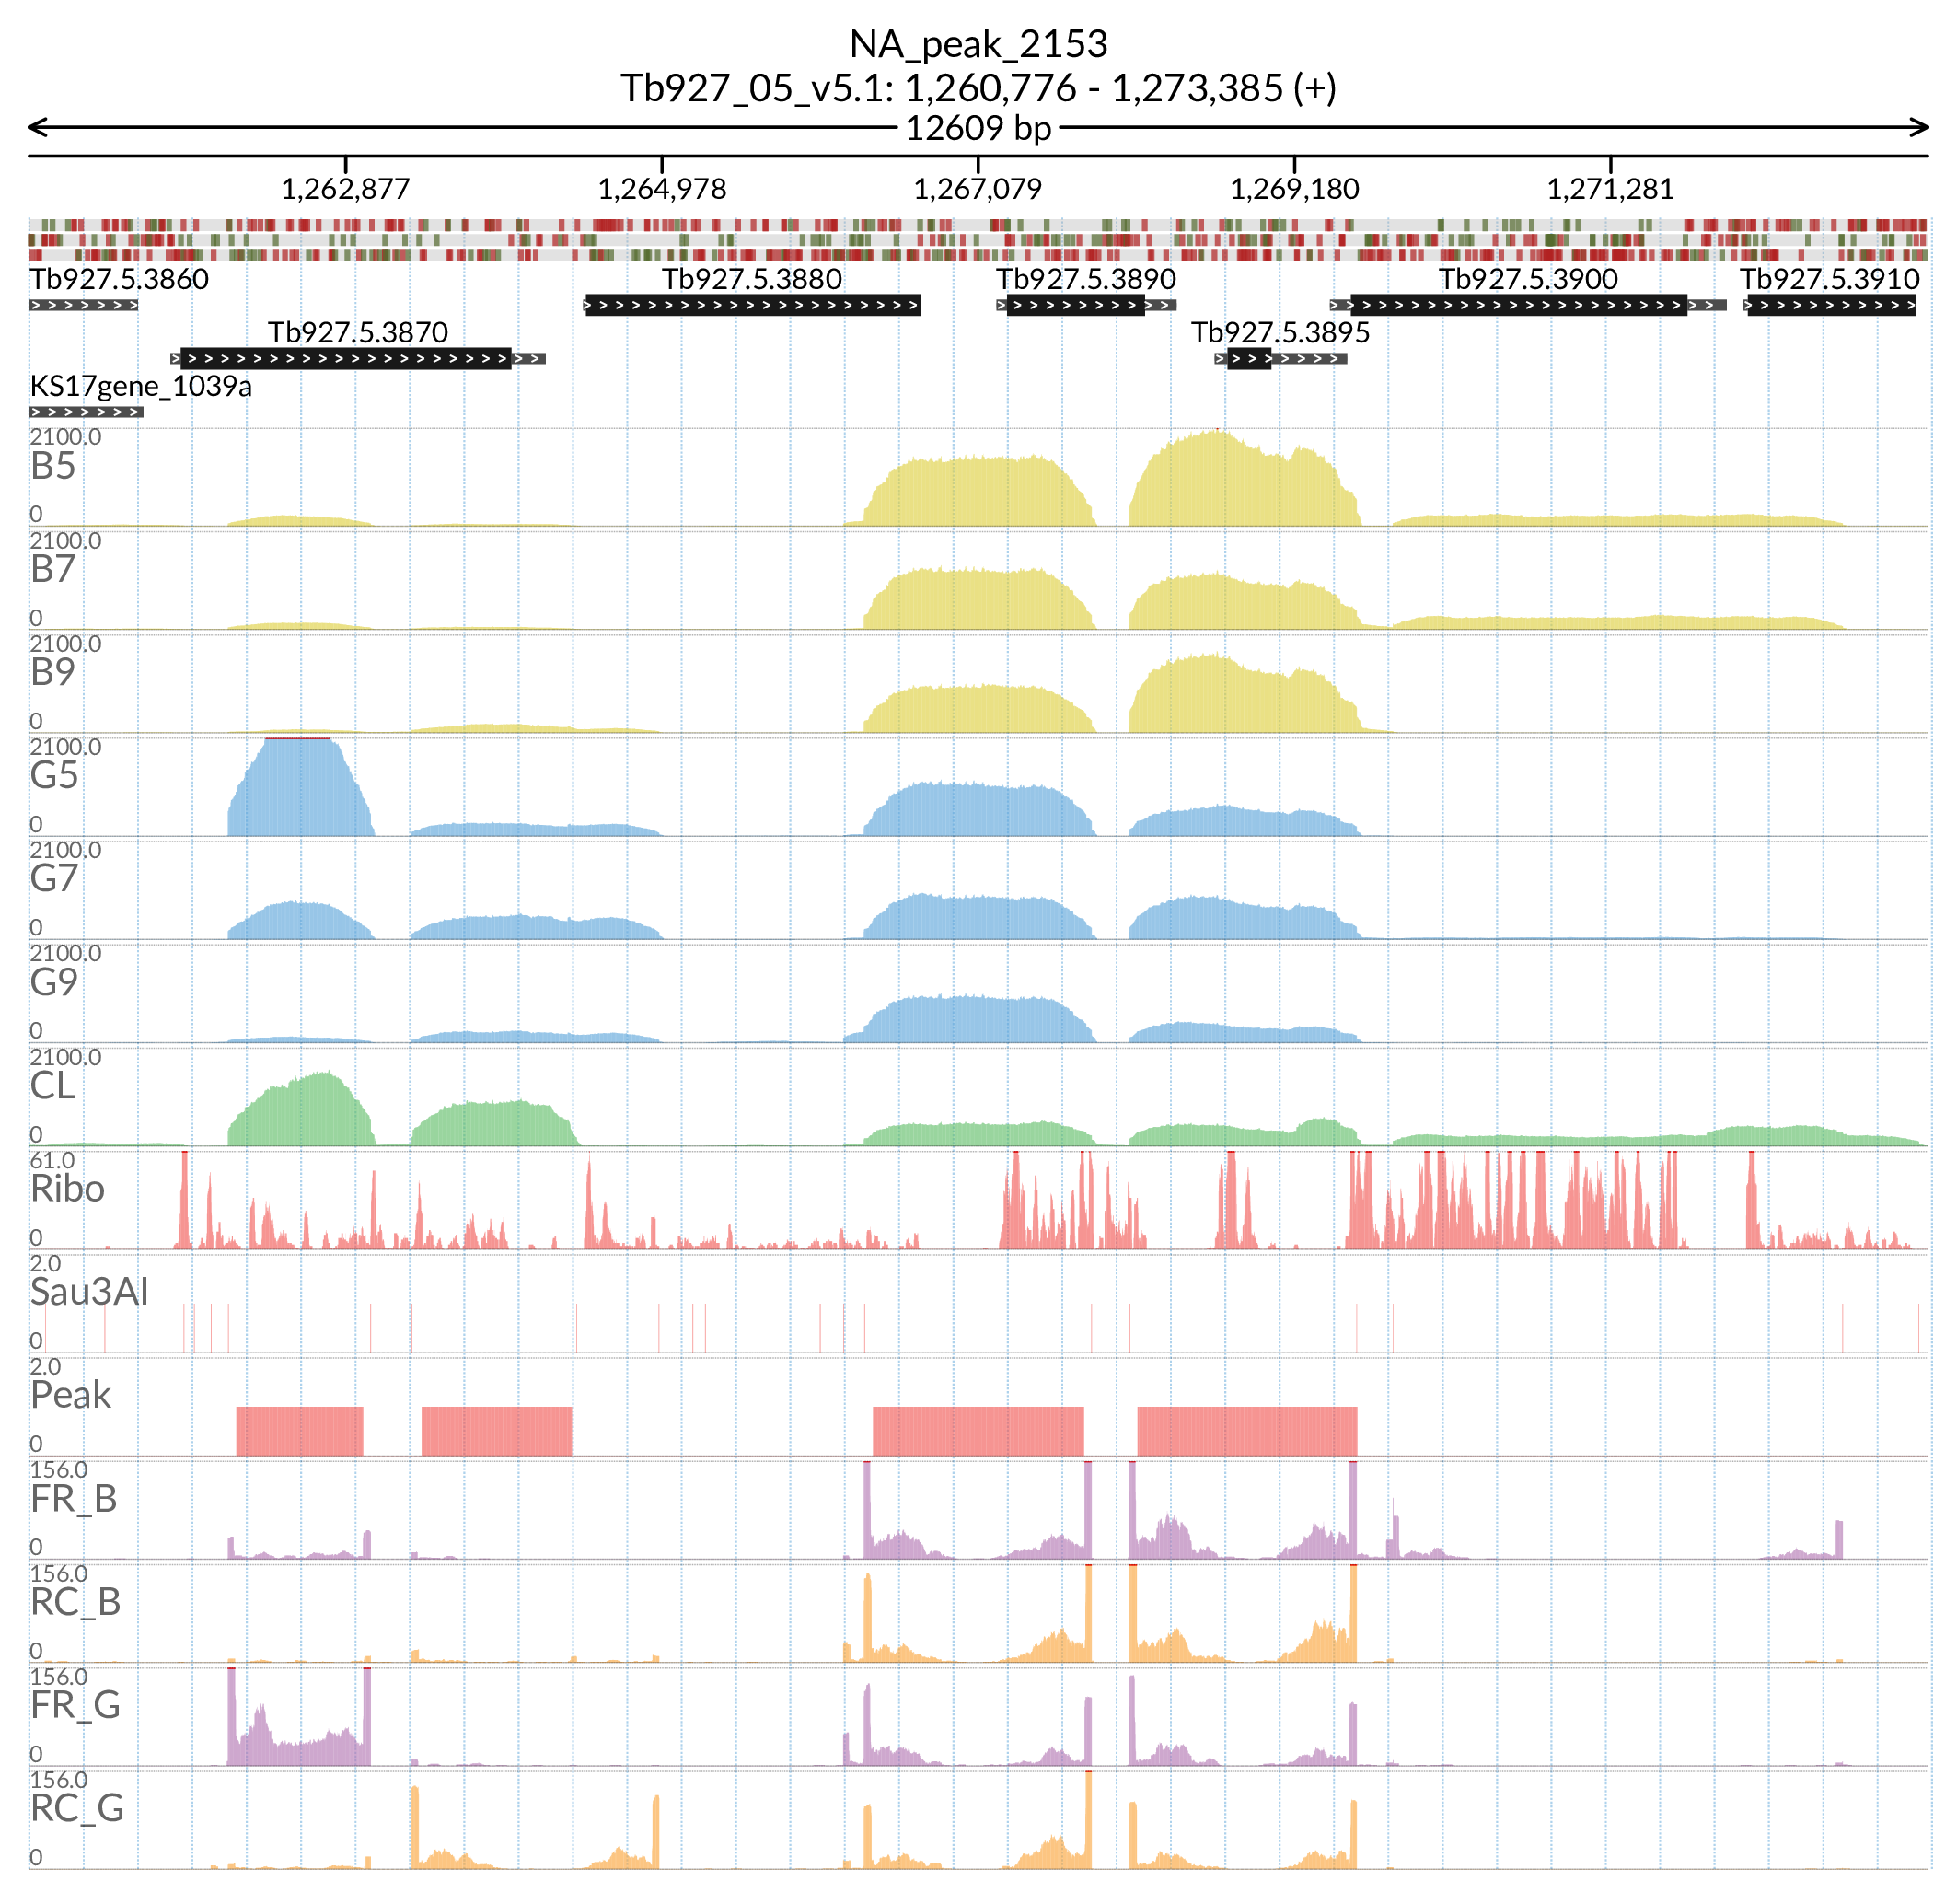 NA_peak_2153
Tb927_05_v5.1: 1,260,776 - 1,273,385 (+)
12609 bp
1,262,877 1,264,978 1,267,079 1,269,180 1,271,281
Tb927.5.3860 Tb927.5.3880 Tb927.5.3890 Tb927.5.3900 Tb927.5.3910
Tb927.5.3870 Tb927.5.3895
KS17gene_1039a
2100.0
B5
0
2100.0
B7
0
2100.0
B9
0
2100.0
G5
0
2100.0
G7
0
2100.0
G9
0
2100.0
CL
0
61.0
Ribo
0
2.0
Sau3AI
0
2.0
Peak
0
156.0
FR_B
0
156.0
RC_B
0
156.0
FR_G
0
156.0
RC_G
0